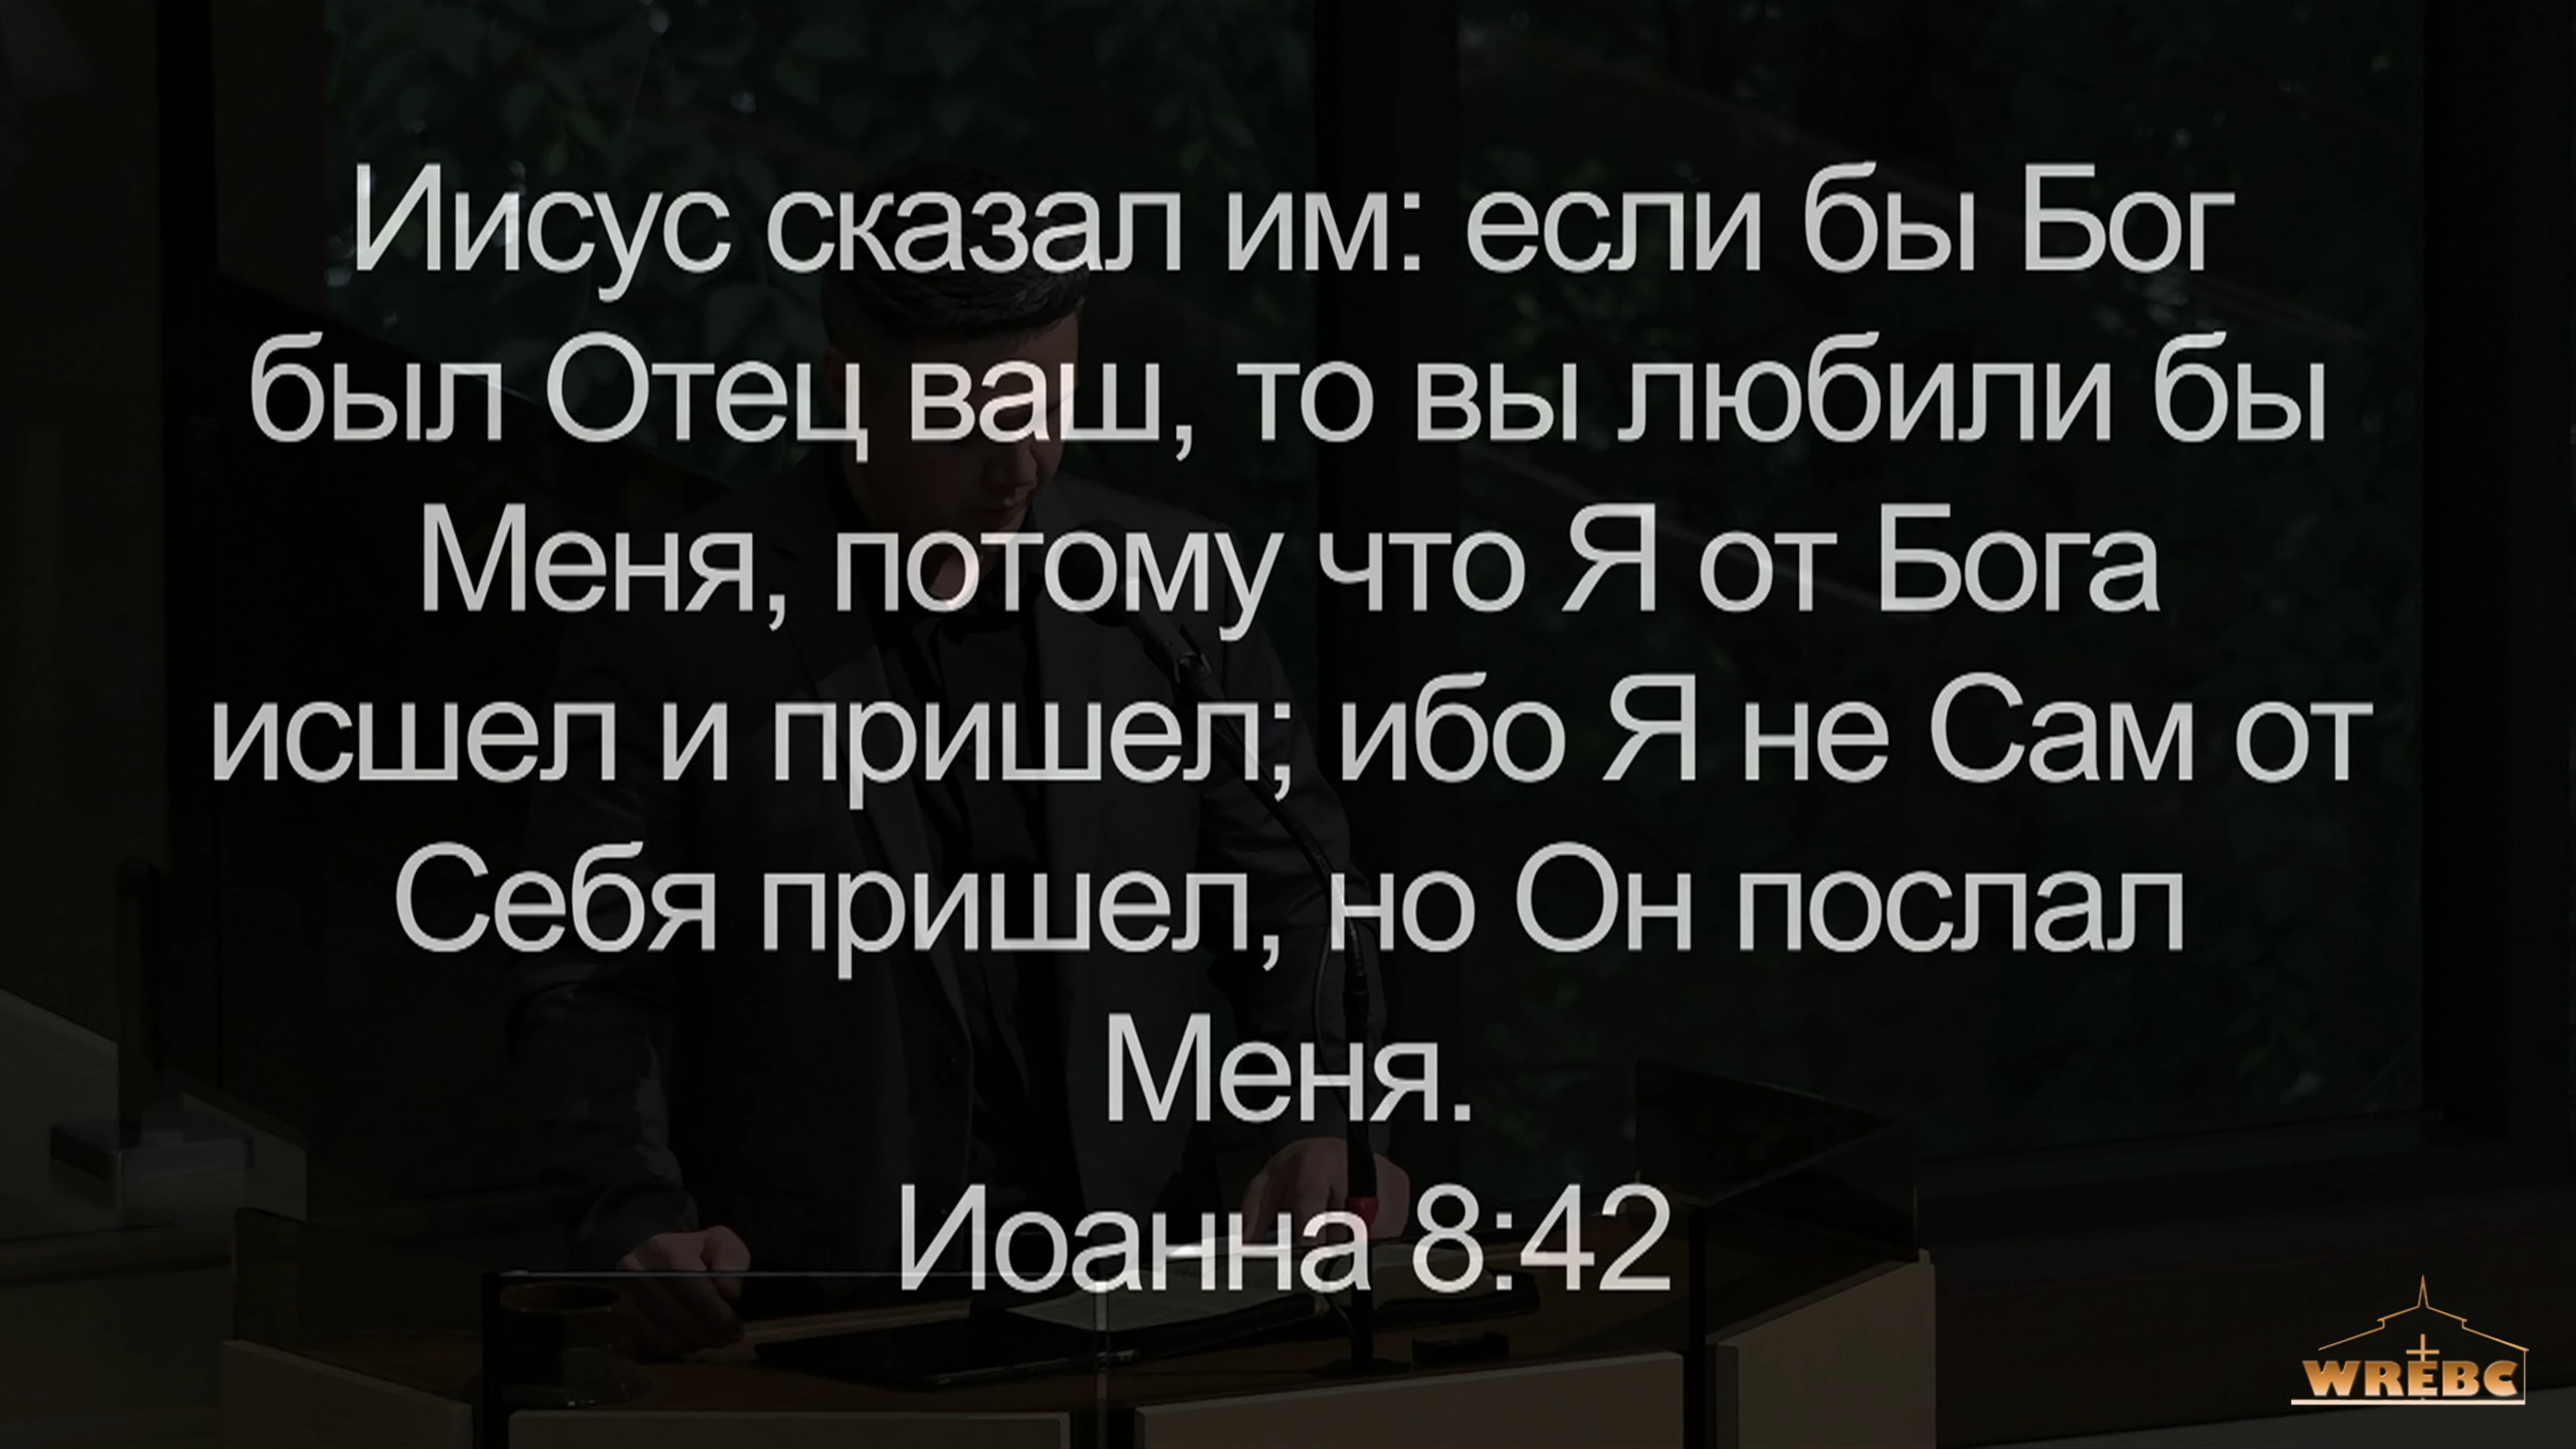 Иисус сказал им: если бы Бог
был Отец ваш, то вы любили бы
Меня, потому что Я от Бога
исшел и пришел; ибо Я не Сам от
Себя пришел, но Он послал
Меня.
Иоанна 8:42
WREBC